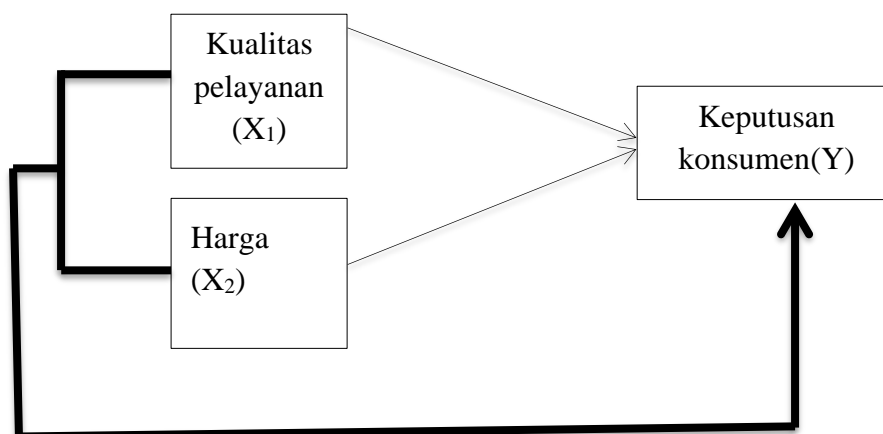 Kualitas
pelayanan
(X₁)
Keputusan
konsumen(Y)
Harga
(X₂)